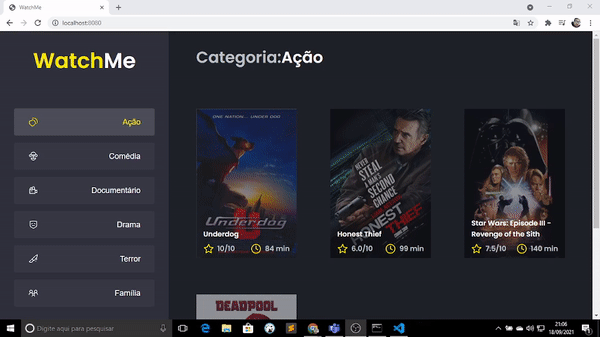 WatchMe
localhost:8080
WatchMe
Categoria:Ação
Ação
Comédia
Documentário
Drama
Terror
Família
ONE NATION... UNDER DOG
Underdog
Underdog
10/10 84 min
NEVER
STEAL
A MAN'S
SECOND
CHANCE
HONEST
THIEF
Honest Thief
6.0/10 99 min
Star Wars: Episode III -
Revenge of the Sith
7.5/10 140 min
DEADPOOL
Digite aqui para pesquisar
21:06
18/09/2021